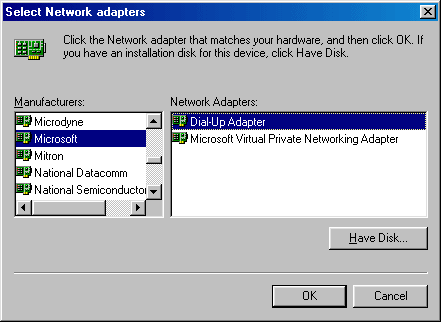 Select Network adapters
Click the Network adapter that matches your hardware, and then click OK. If
you have an installation disk for this device, click Have Disk.
Manufacturers:
Microdyne
Microsoft
Mitron
National Datacomm
National Semiconductor
Network Adapters:
Dial-Up Adapter
Microsoft Virtual Private Networking Adapter
Have Disk...
OK
Cancel